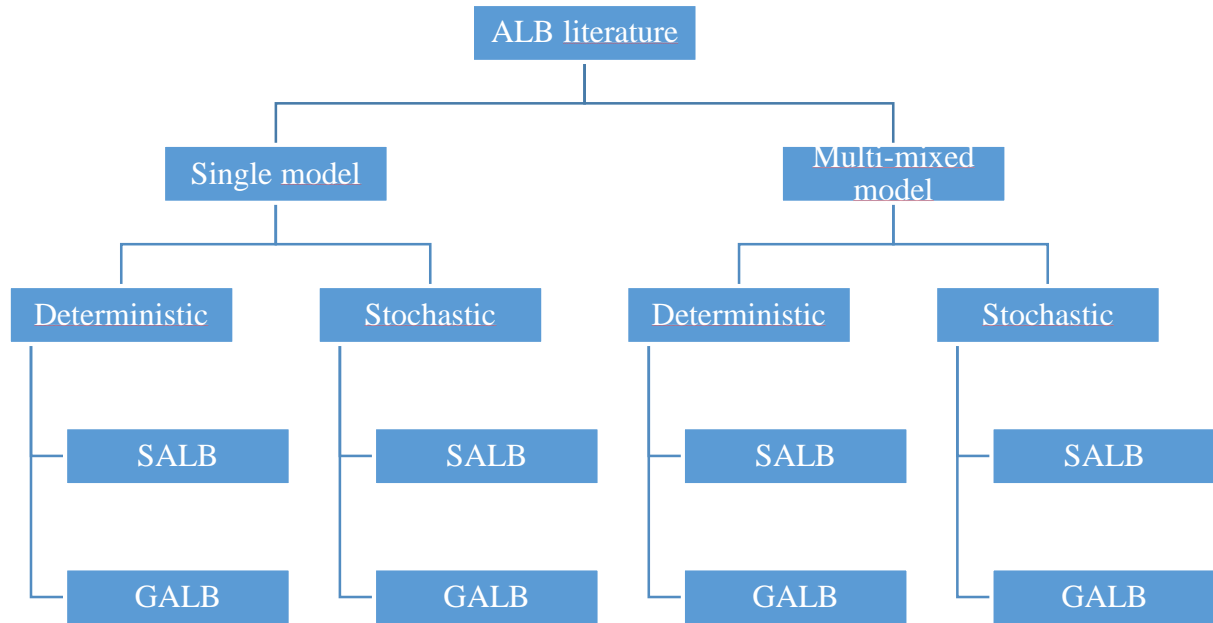 ALB literature
Single model
Multi-mixed
model
Deterministic
Stochastic
Deterministic
Stochastic
SALB
SALB
SALB
SALB
GALB
GALB
GALB
GALB